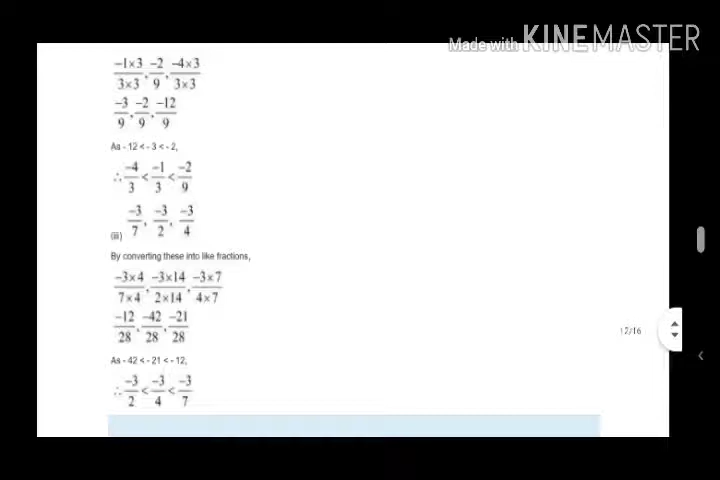 Made with KINEMASTER
−1×3/3×3, −2/9, −4×3/3×3
−3/9, −2/9, −12/9
As - 12 < - 3 < - 2,
∴ −4/3 < −1/3 < −2/9
(iii) −3/7, −3/2, −3/4
By converting these into like fractions,
−3×4/7×4, −3×14/2×14, −3×7/4×7
−12/28, −42/28, −21/28
12/16
As - 42 < - 21 < - 12,
∴ −3/2 < −3/4 < −3/7